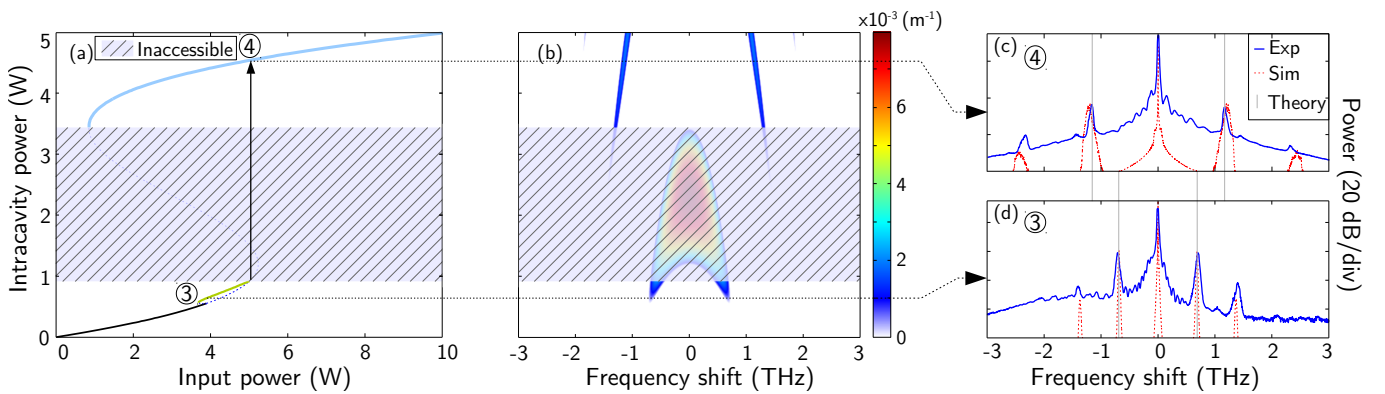 (a)
Inaccessible
④
③
5
4
3
2
1
0
Intracavity power (W)
0 2 4 6 8 10
Input power (W)
(b)
-3 -2 -1 0 1 2 3
Frequency shift (THz)
x10⁻³ (m⁻¹)
6
4
2
0
(c)
④
Exp
Sim
Theory
(d)
③
-3 -2 -1 0 1 2 3
Frequency shift (THz)
Power (20 dB/div)